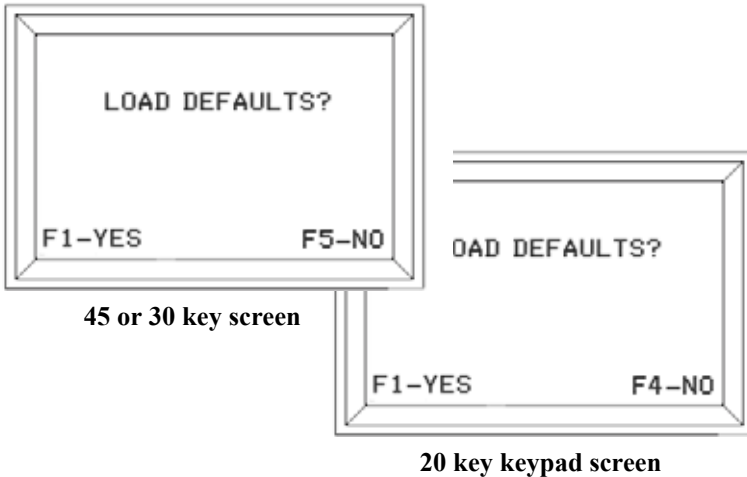 LOAD DEFAULTS?
F1-YES F5-NO
45 or 30 key screen
OAD DEFAULTS?
F1-YES F4-NO
20 key keypad screen